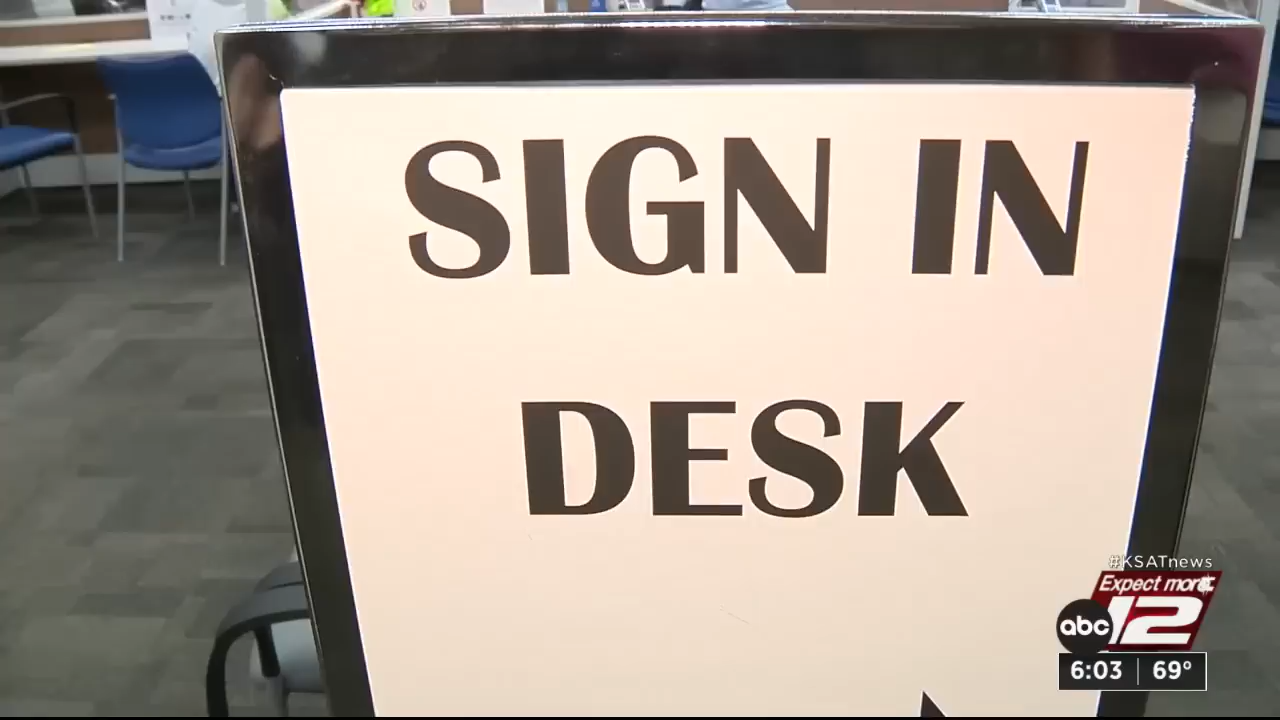 SIGN IN
DESK
#KSATnews
Expect more.
abc 12
6:03 69°